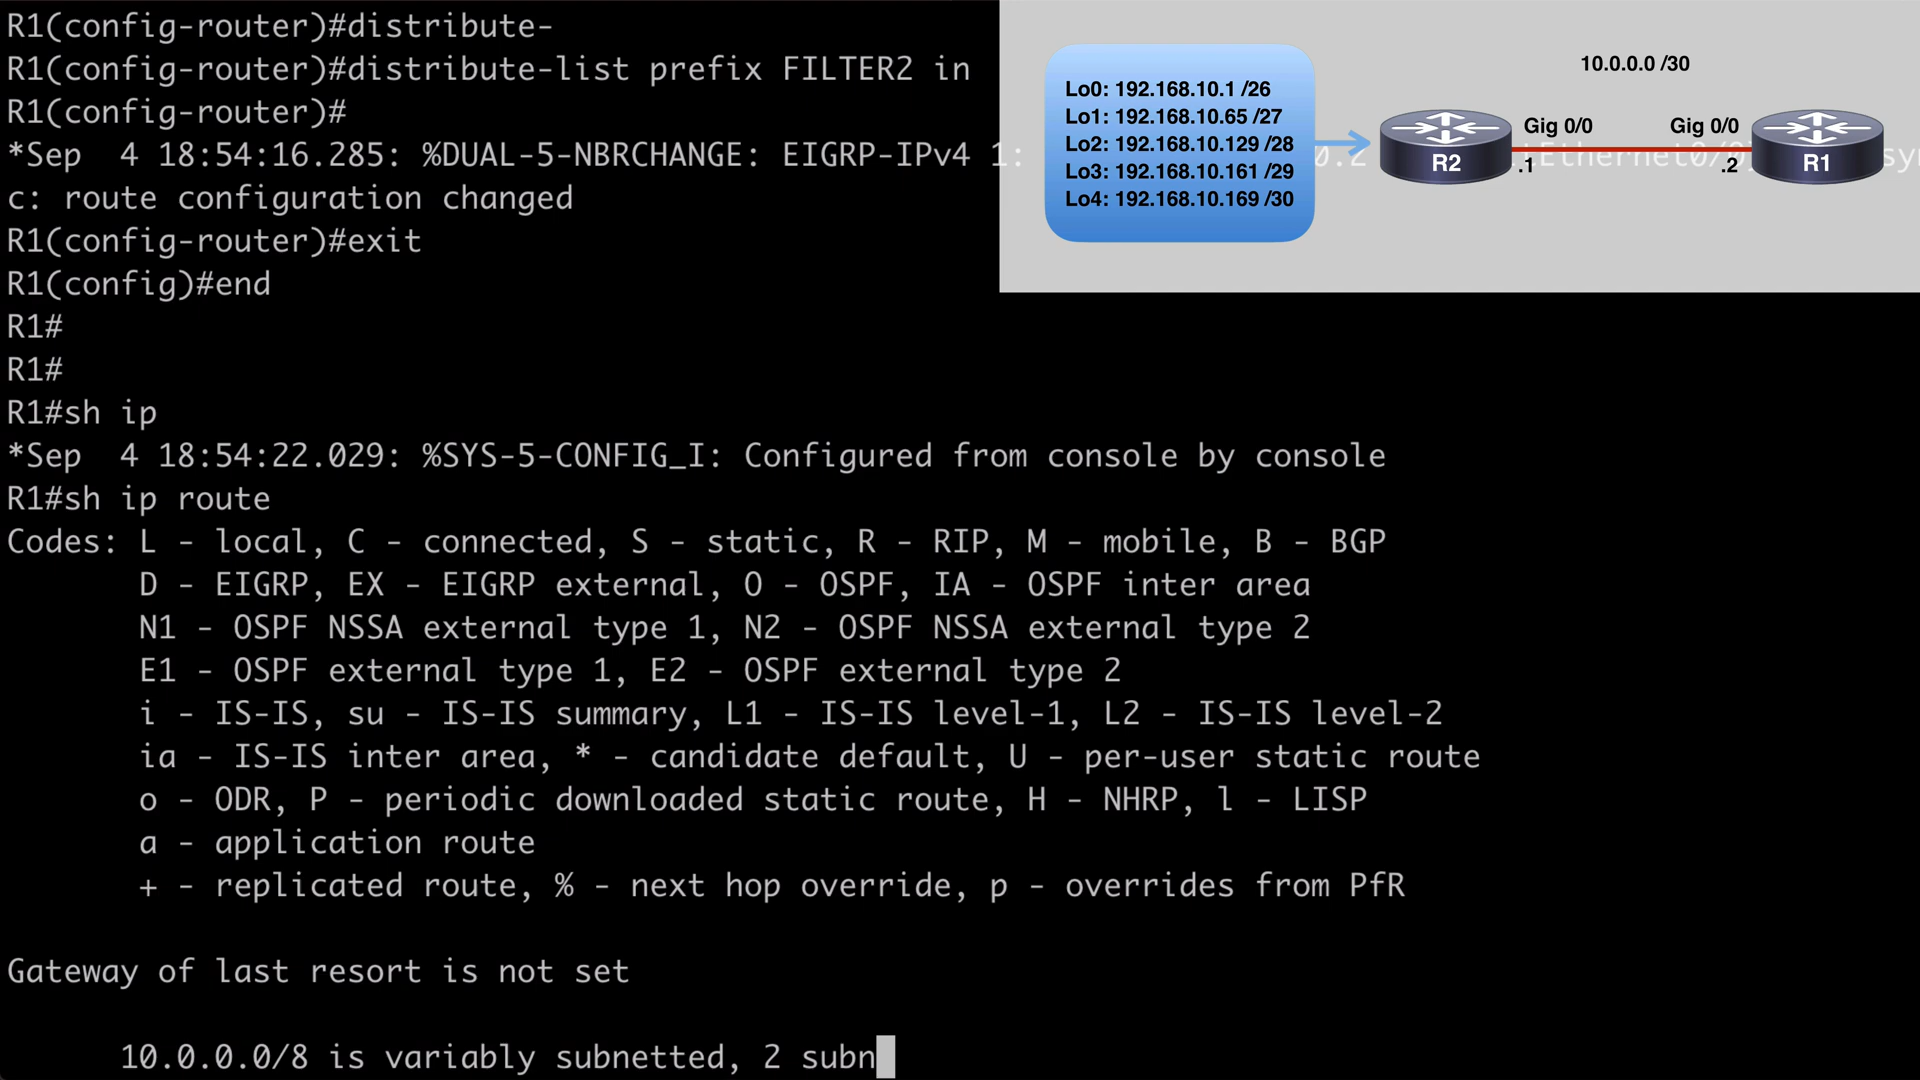 R1(config-router)#distribute-
R1(config-router)#distribute-list prefix FILTER2 in
R1(config-router)#
*Sep  4 18:54:16.285: %DUAL-5-NBRCHANGE: EIGRP-IPv4 1:
c: route configuration changed
R1(config-router)#exit
R1(config)#end
R1#
R1#
R1#sh ip
*Sep  4 18:54:22.029: %SYS-5-CONFIG_I: Configured from console by console
R1#sh ip route
Codes: L - local, C - connected, S - static, R - RIP, M - mobile, B - BGP
D - EIGRP, EX - EIGRP external, O - OSPF, IA - OSPF inter area
N1 - OSPF NSSA external type 1, N2 - OSPF NSSA external type 2
E1 - OSPF external type 1, E2 - OSPF external type 2
i - IS-IS, su - IS-IS summary, L1 - IS-IS level-1, L2 - IS-IS level-2
ia - IS-IS inter area, * - candidate default, U - per-user static route
o - ODR, P - periodic downloaded static route, H - NHRP, l - LISP
a - application route
+ - replicated route, % - next hop override, p - overrides from PfR
Gateway of last resort is not set
10.0.0.0/8 is variably subnetted, 2 subn
Lo0: 192.168.10.1 /26
Lo1: 192.168.10.65 /27
Lo2: 192.168.10.129 /28
Lo3: 192.168.10.161 /29
Lo4: 192.168.10.169 /30
10.0.0.0 /30
Gig 0/0
Gig 0/0
R2
.1
.2
R1